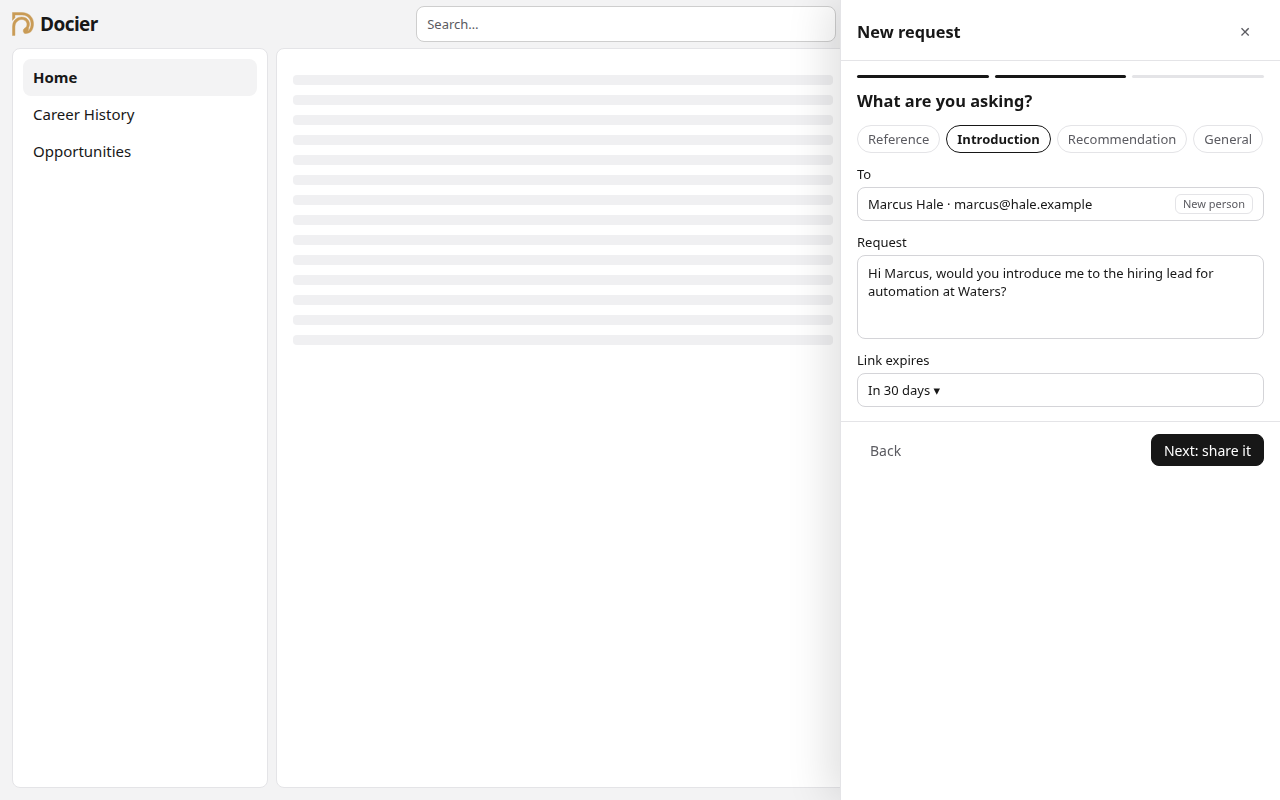 Docier
Search...
Home
Career History
Opportunities
New request
✕
What are you asking?
Reference
Introduction
Recommendation
General
To
Marcus Hale · marcus@hale.example
New person
Request
Hi Marcus, would you introduce me to the hiring lead for
automation at Waters?
Link expires
In 30 days ▾
Back
Next: share it